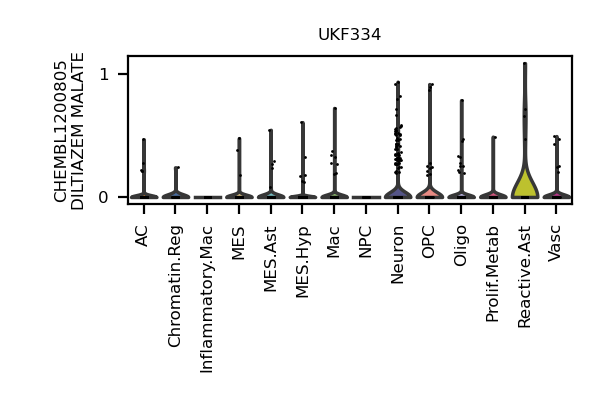 UKF334
CHEMBL1200805
DILTIAZEM MALATE
1
0
AC
Chromatin.Reg
Inflammatory.Mac
MES
MES.Ast
MES.Hyp
Mac
NPC
Neuron
OPC
Oligo
Prolif.Metab
Reactive.Ast
Vasc